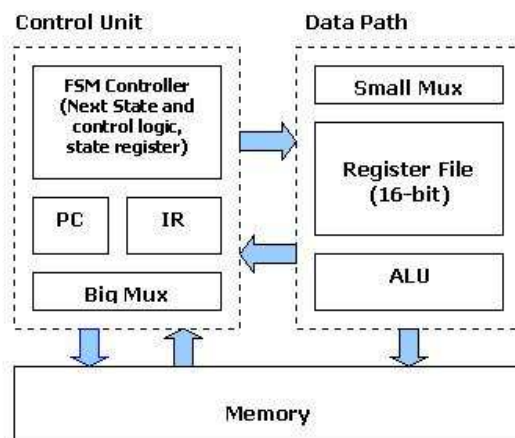 Control Unit
Data Path
FSM Controller
(Next State and
control logic,
state register)
PC
IR
Big Mux
Small Mux
Register File
(16-bit)
ALU
Memory